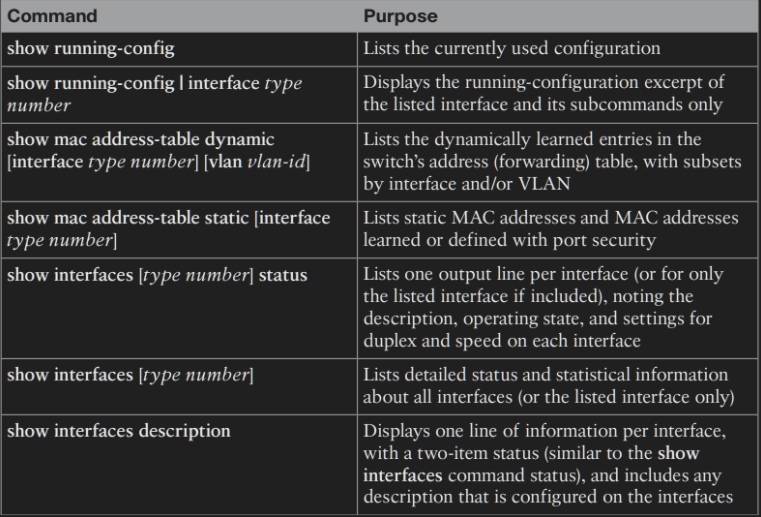 Command Purpose
show running-config Lists the currently used configuration
show running-config | interface type Displays the running-configuration excerpt of
number the listed interface and its subcommands only
show mac address-table dynamic Lists the dynamically learned entries in the
[interface type number] [vlan vlan-id] switch's address (forwarding) table, with subsets
by interface and/or VLAN
show mac address-table static [interface Lists static MAC addresses and MAC addresses
type number] learned or defined with port security
show interfaces [type number] status Lists one output line per interface (or for only
the listed interface if included), noting the
description, operating state, and settings for
duplex and speed on each interface
show interfaces [type number] Lists detailed status and statistical information
about all interfaces (or the listed interface only)
show interfaces description Displays one line of information per interface,
with a two-item status (similar to the show
interfaces command status), and includes any
description that is configured on the interfaces